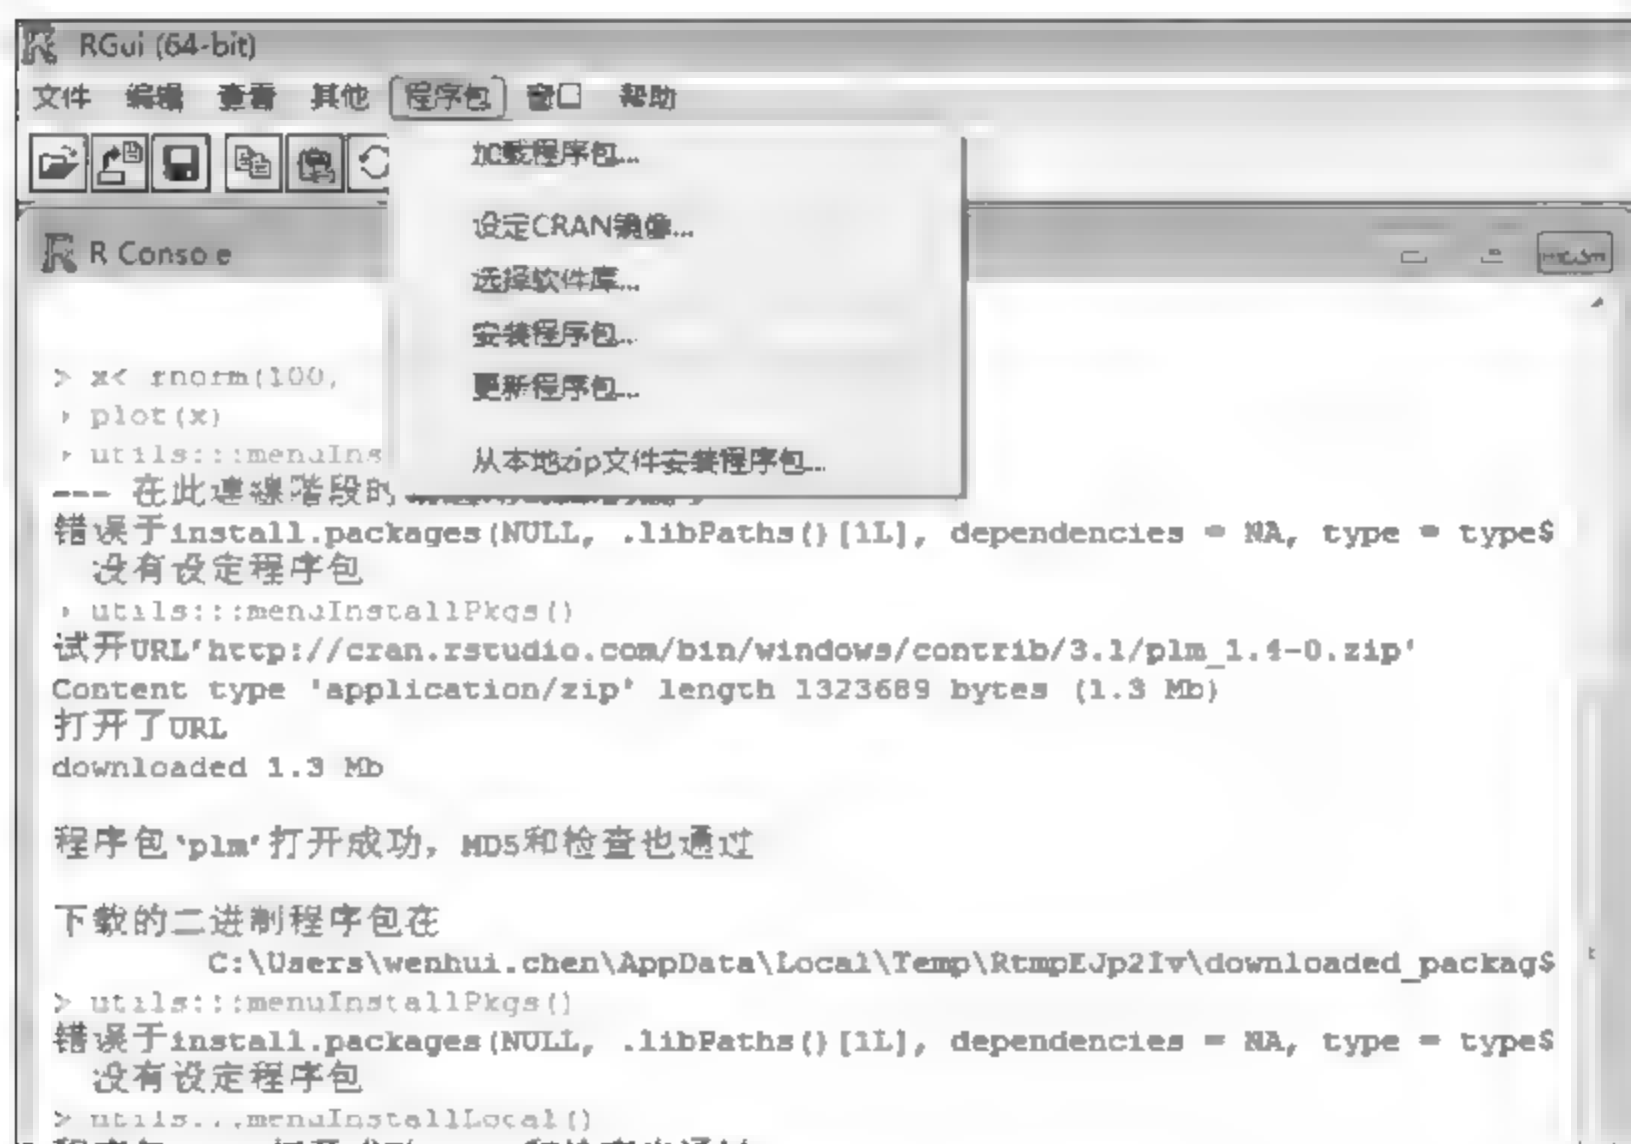 RGui (64-bit)
文件 编辑 查看 其他 程序包 窗口 帮助
加载程序包...
设定CRAN镜像...
选择软件库...
安装程序包...
更新程序包...
从本地zip文件安装程序包...
R Conso e
> x< rnorm(100,
> plot(x)
> utils:::menuIns
--- 在此連線階段的
错误于install.packages(NULL, .libPaths()[1L], dependencies = NA, type = type$
没有设定程序包
> utils:::menuInstallPkgs()
试开URL'http://cran.rstudio.com/bin/windows/contrib/3.1/plm_1.4-0.zip'
Content type 'application/zip' length 1323689 bytes (1.3 Mb)
打开了URL
downloaded 1.3 Mb
程序包‘plm’打开成功，MD5和检查也通过
下载的二进制程序包在
C:\Users\wenhui.chen\AppData\Local\Temp\RtmpEJp2Iv\downloaded_packag$
> utils:::menuInstallPkgs()
错误于install.packages(NULL, .libPaths()[1L], dependencies = NA, type = type$
没有设定程序包
> utils...menuInstallLocal()